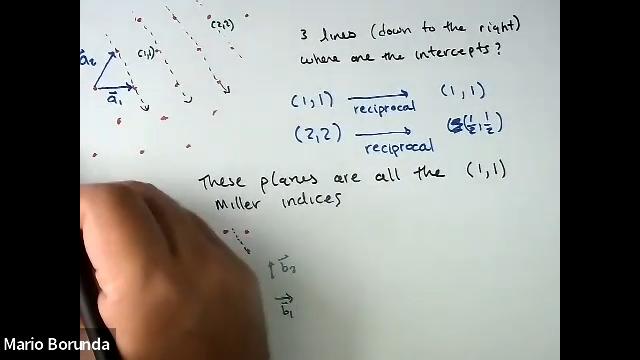 3 lines (down to the right)
where are the intercepts?
(2,2)
(1,1)
a2
a1
(1,1) reciprocal (1,1)
(2,2) reciprocal (1/2, 1/2)
These planes are all the (1,1)
Miller indices
b2
b1
Mario Borunda